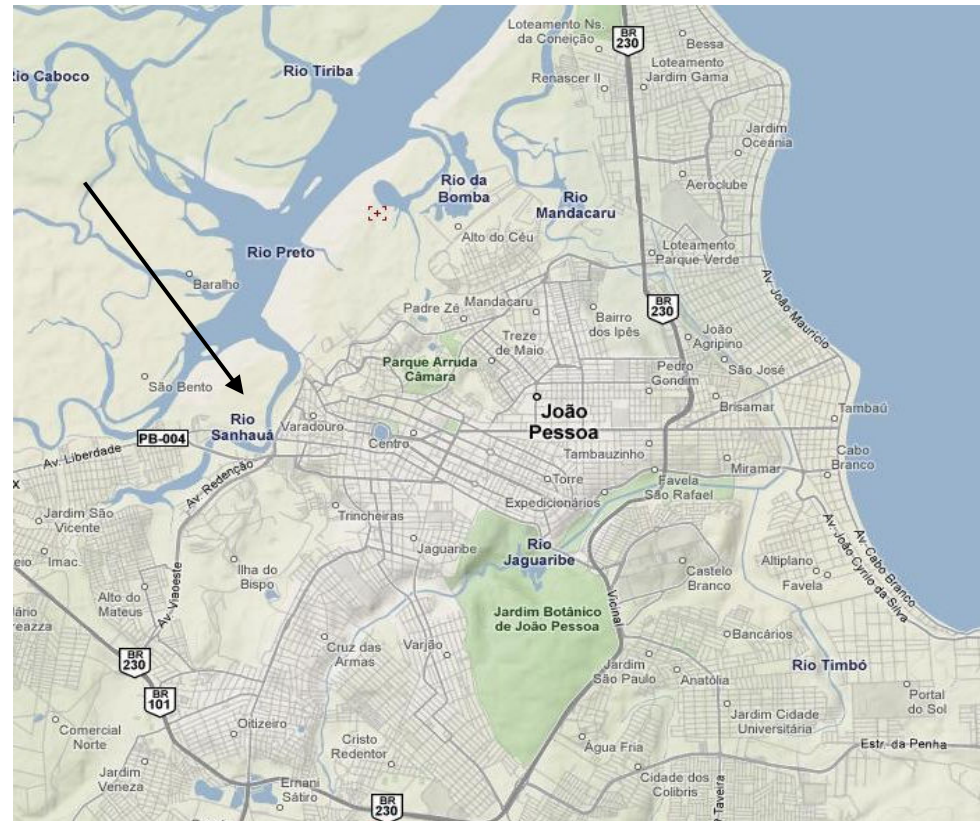 Loteamento Ns.
da Conceição
BR
230
Bessa
Rio Caboco
Rio Tiriba
Renascer II
Loteamento
Jardim Gama
Jardim
Oceania
Rio da
Bomba
Rio
Mandacaru
Aeroclube
Alto do Céu
Rio Preto
Loteamento
Parque Verde
Baralho
Av. João Maurício
Padre Zé
Mandacaru
BR
230
Bairro
dos Ipês
Treze
de Maio
João
Agripino
Parque Arruda
Câmara
Pedro
Gondim
São José
São Bento
João
Pessoa
Brisamar
Tambaú
Rio
Sanhauá
Varadouro
PB-004
Centro
Av. Liberdade
Tambauzinho
Cabo
Branco
Av. Redenção
Miramar
Torre
Favela
São Rafael
x
Expedicionários
Jardim São
Vicente
Trincheiras
Av. Cabo Branco
Av. João Cyrilo da Silva
Jaguaribe
Rio
Jaguaribe
eio
Imac.
Ilha do
Bispo
Castelo
Branco
Altiplano
Favela
Av. Viaoeste
Vicinal
Alto do
Mateus
lário
reazza
Jardim Botânico
de João Pessoa
Bancários
Cruz das
Armas
Varjão
BR
230
Jardim
São Paulo
Anatólia
Rio Timbó
BR
101
Portal
do Sol
Comercial
Norte
Oitizeiro
Jardim Cidade
Universitária
Cristo
Redentor
Água Fria
Estr. da Penha
Jardim
Veneza
Ernani
Sátiro
Cidade dos
Colibris
Taveira
BR
230